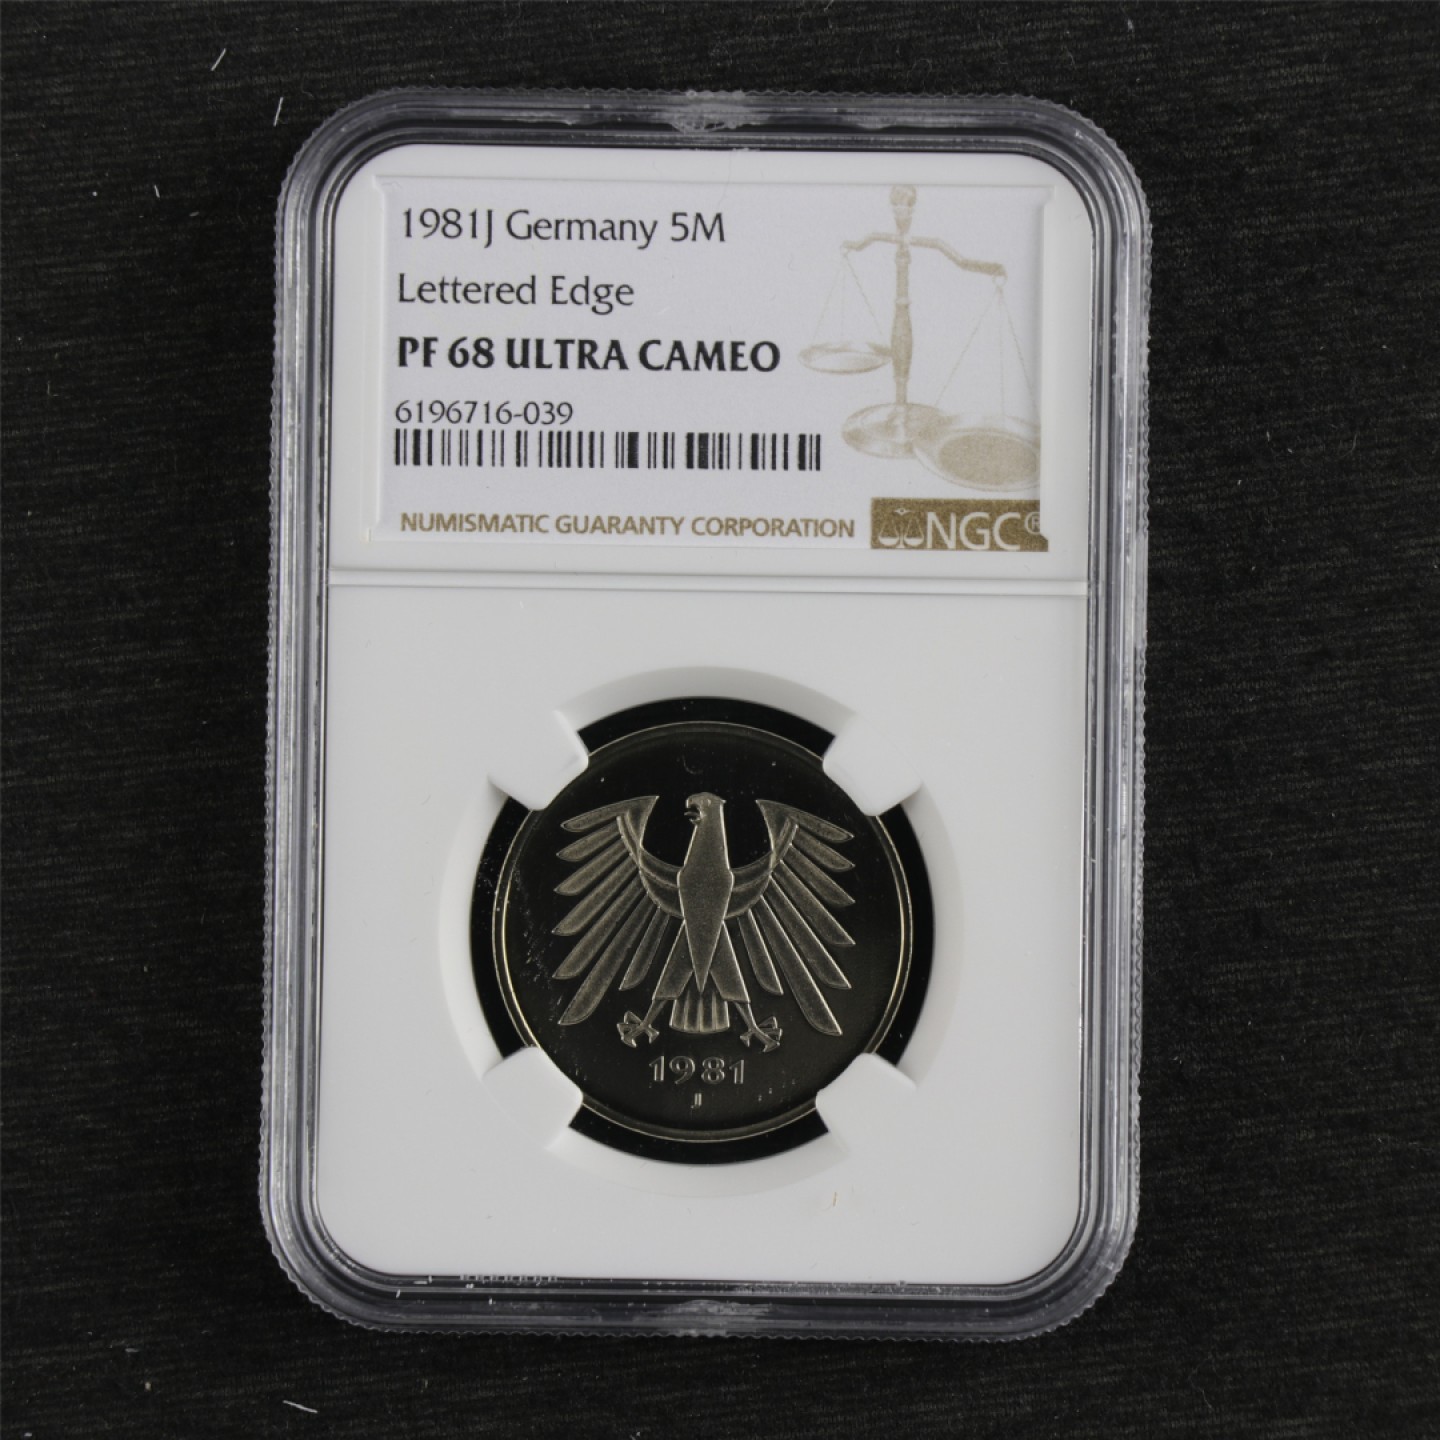 1981J Germany 5M
Lettered Edge
PF 68 ULTRA CAMEO
6196716-039
NUMISMATIC GUARANTY CORPORATION NGC®
1981
J